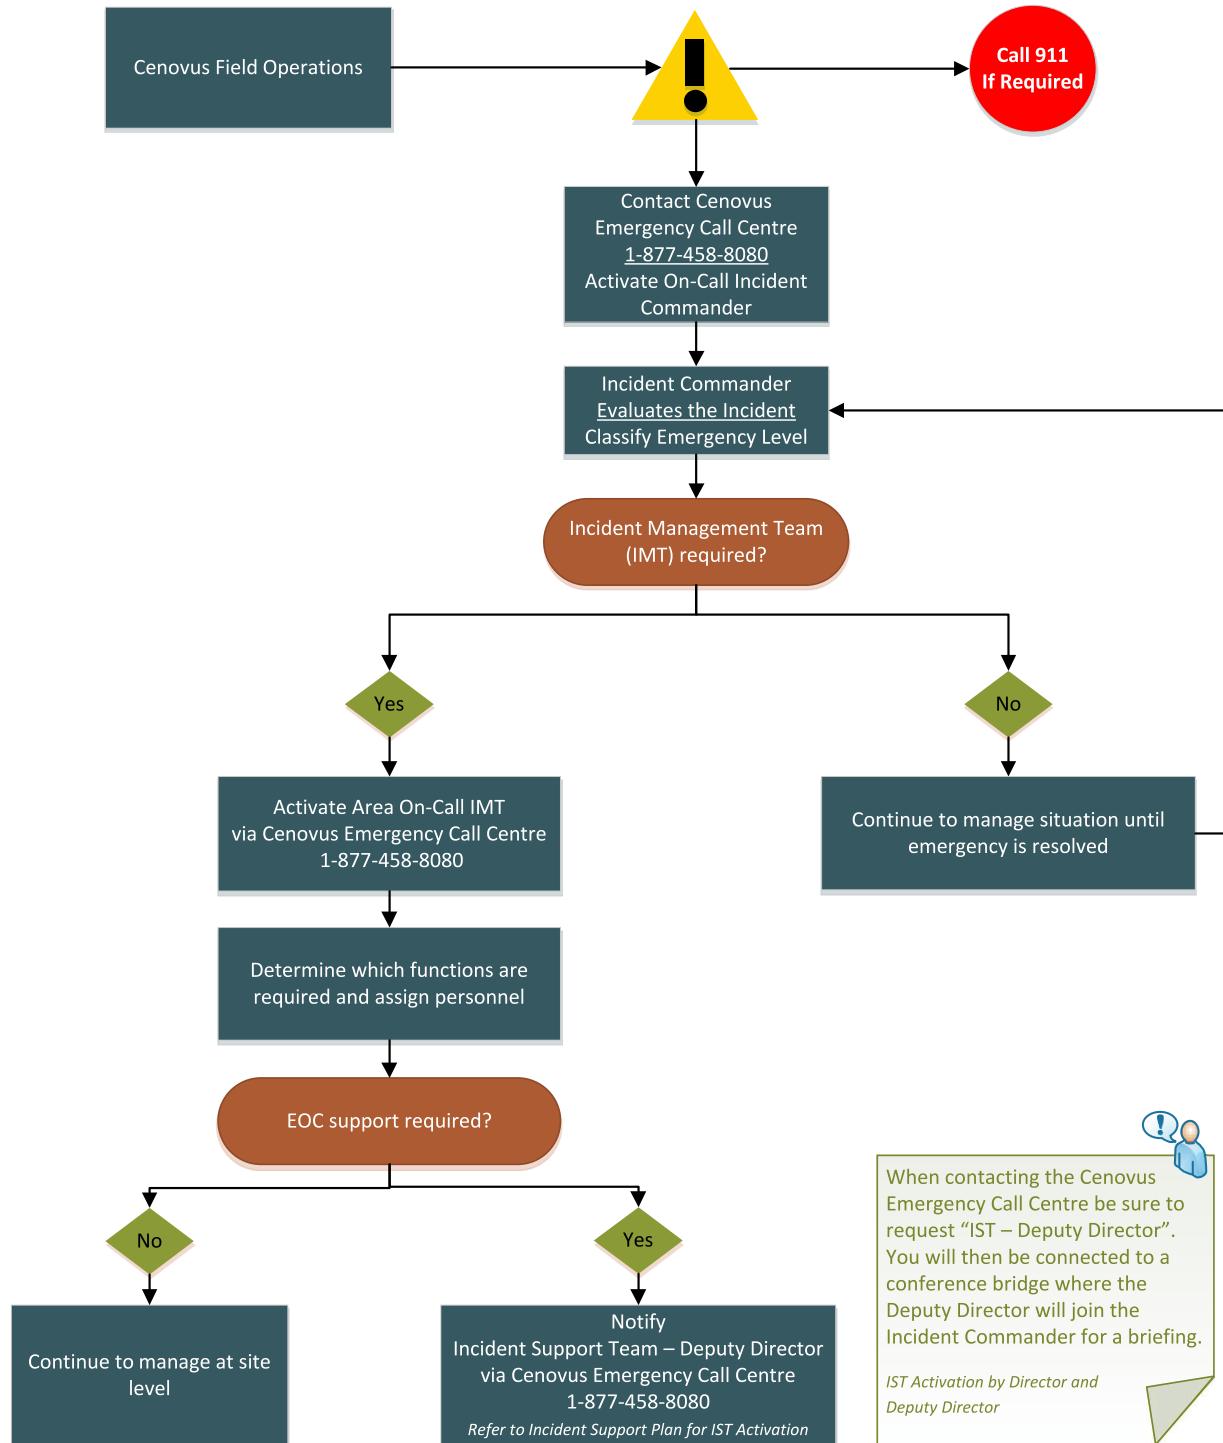 Cenovus Field Operations
Call 911
If Required
Contact Cenovus
Emergency Call Centre
1-877-458-8080
Activate On-Call Incident
Commander
Incident Commander
Evaluates the Incident
Classify Emergency Level
Incident Management Team
(IMT) required?
Yes
No
Activate Area On-Call IMT
via Cenovus Emergency Call Centre
1-877-458-8080
Continue to manage situation until
emergency is resolved
Determine which functions are
required and assign personnel
EOC support required?
No
Yes
Continue to manage at site
level
Notify
Incident Support Team – Deputy Director
via Cenovus Emergency Call Centre
1-877-458-8080
Refer to Incident Support Plan for IST Activation
When contacting the Cenovus
Emergency Call Centre be sure to
request “IST – Deputy Director”.
You will then be connected to a
conference bridge where the
Deputy Director will join the
Incident Commander for a briefing.
IST Activation by Director and
Deputy Director